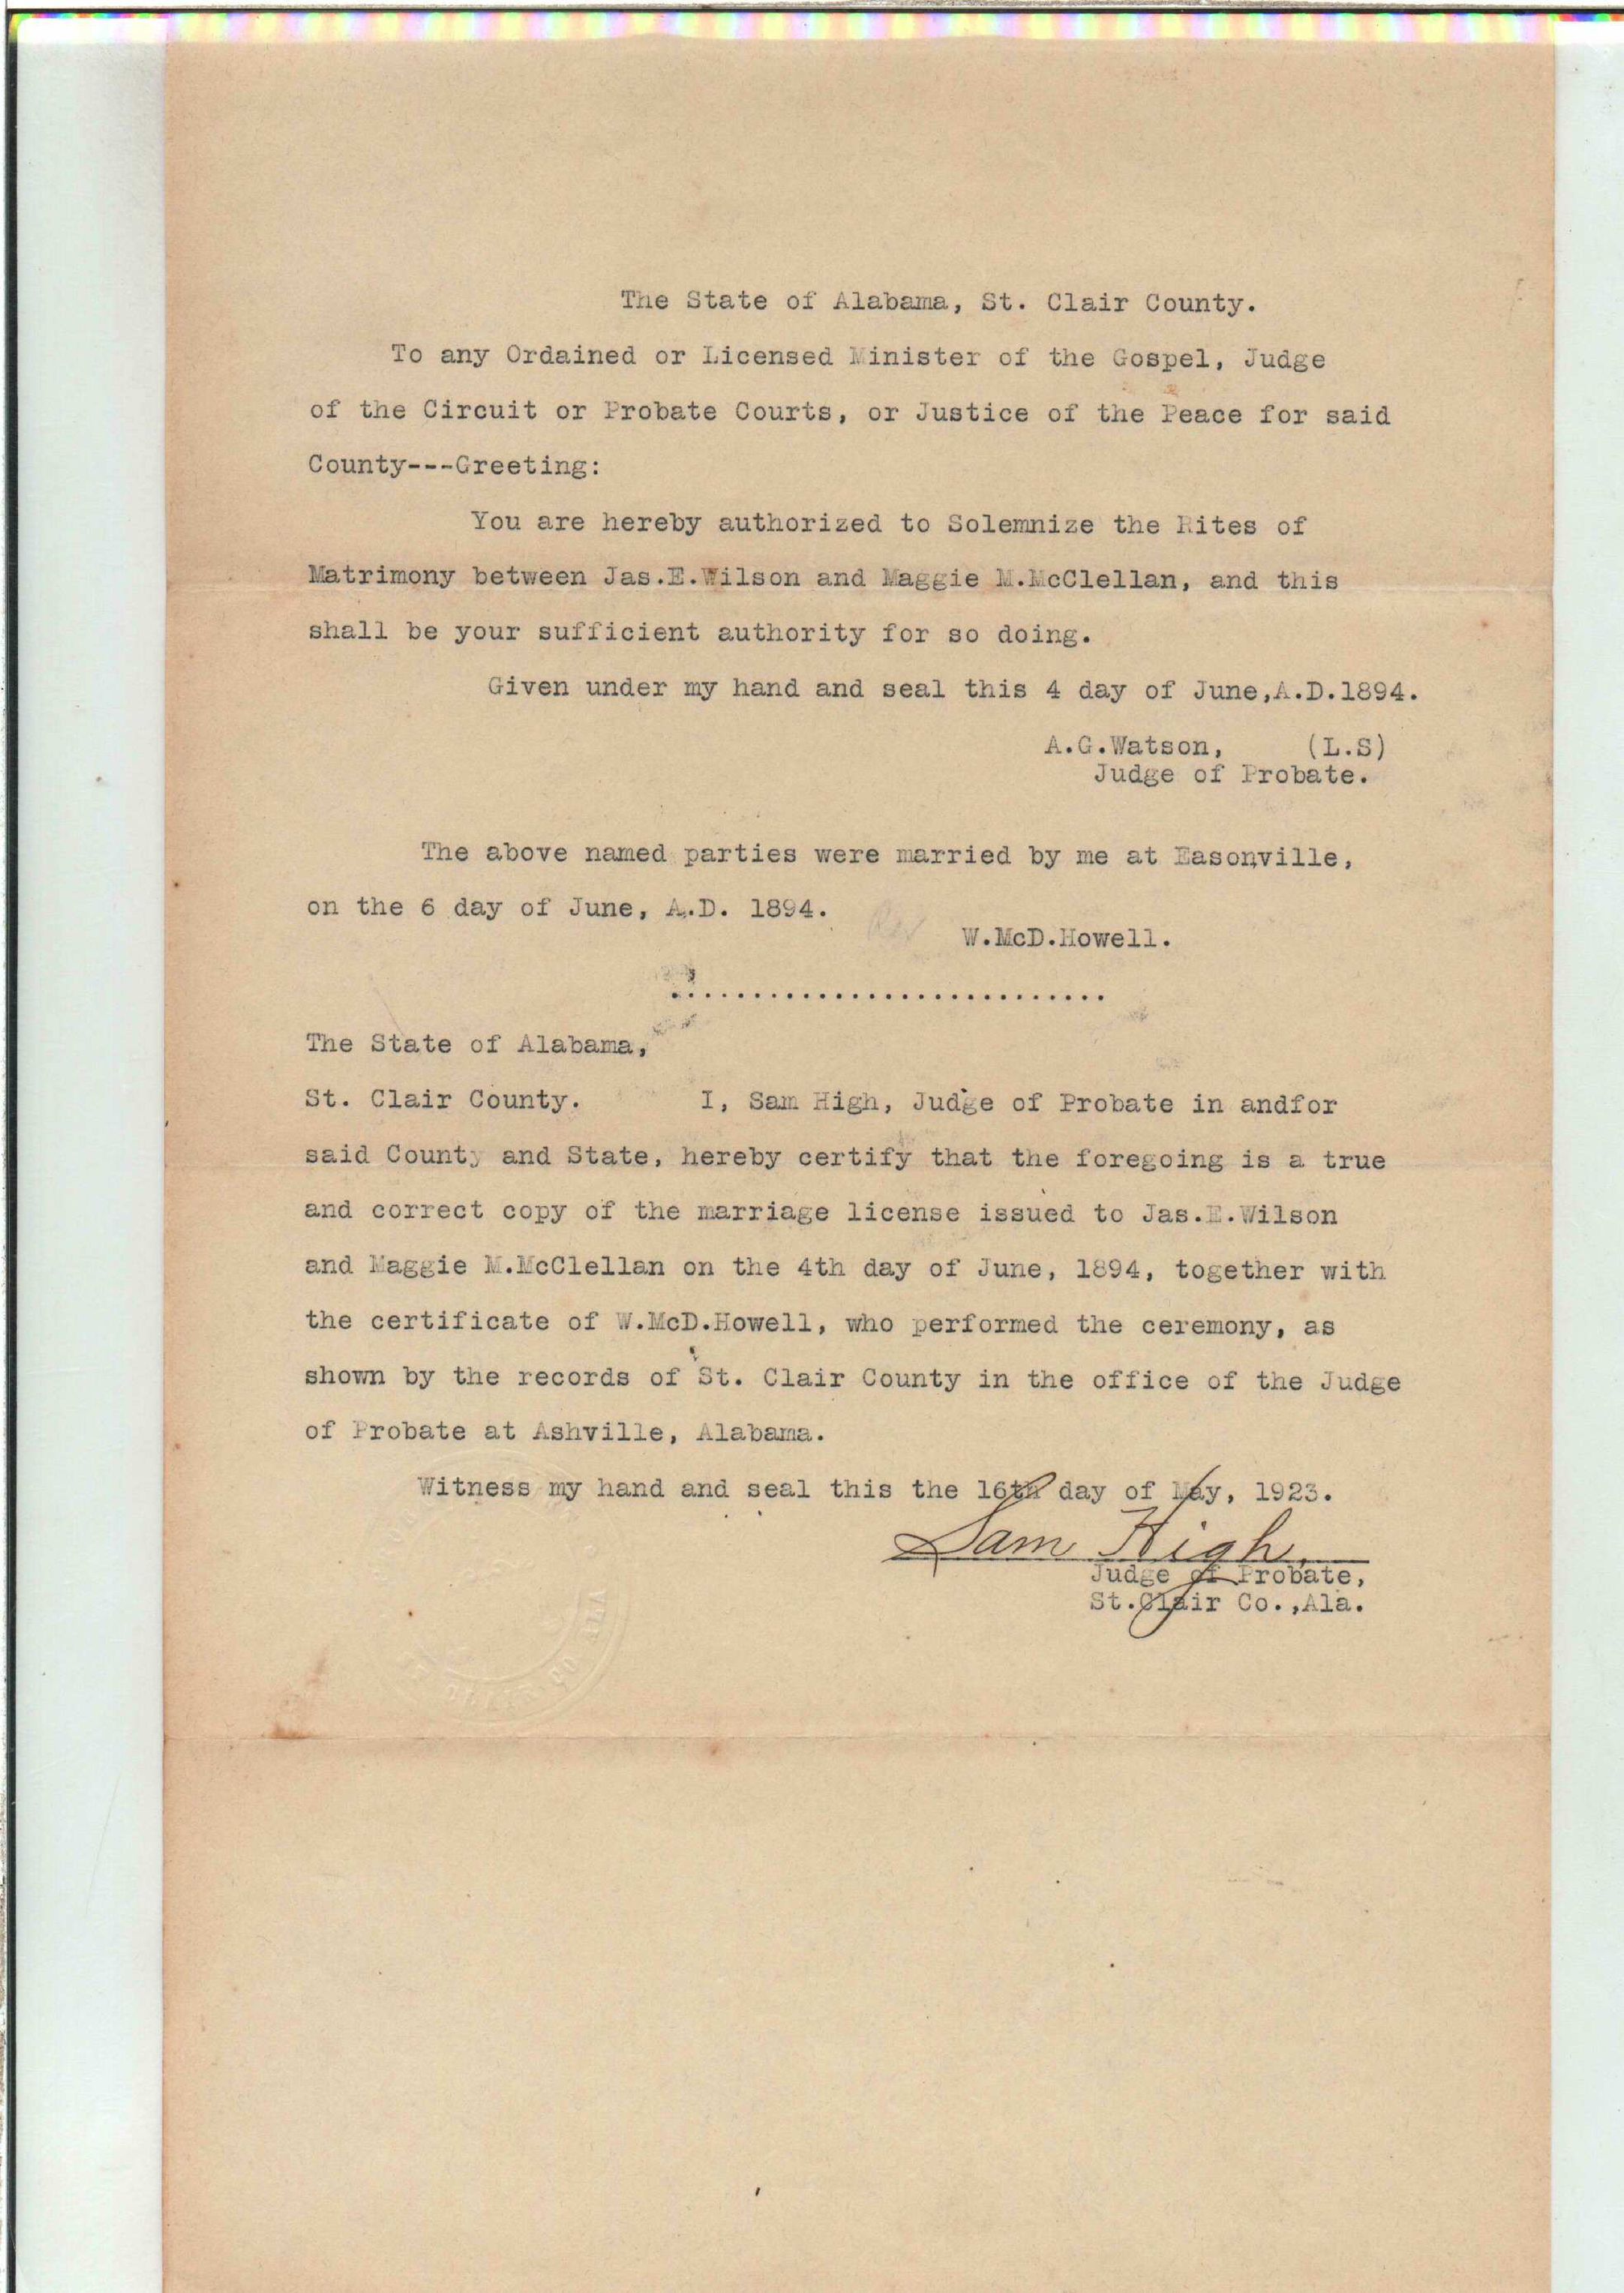 The State of Alabama, St. Clair County.
To any Ordained or Licensed Minister of the Gospel, Judge
of the Circuit or Probate Courts, or Justice of the Peace for said
County---Greeting:
You are hereby authorized to Solemnize the Rites of
Matrimony between Jas.E.Wilson and Maggie M.McClellan, and this
shall be your sufficient authority for so doing.
Given under my hand and seal this 4 day of June,A.D.1894.
A.G.Watson, (L.S)
Judge of Probate.
The above named parties were married by me at Easonville,
on the 6 day of June, A.D. 1894.
Rev W.McD.Howell.
..........................
The State of Alabama,
St. Clair County. I, Sam High, Judge of Probate in andfor
said County and State, hereby certify that the foregoing is a true
and correct copy of the marriage license issued to Jas.E.Wilson
and Maggie M.McClellan on the 4th day of June, 1894, together with
the certificate of W.McD.Howell, who performed the ceremony, as
shown by the records of St. Clair County in the office of the Judge
of Probate at Ashville, Alabama.
Witness my hand and seal this the 16th day of May, 1923.
Sam High,
Judge of Probate,
St.Clair Co.,Ala.